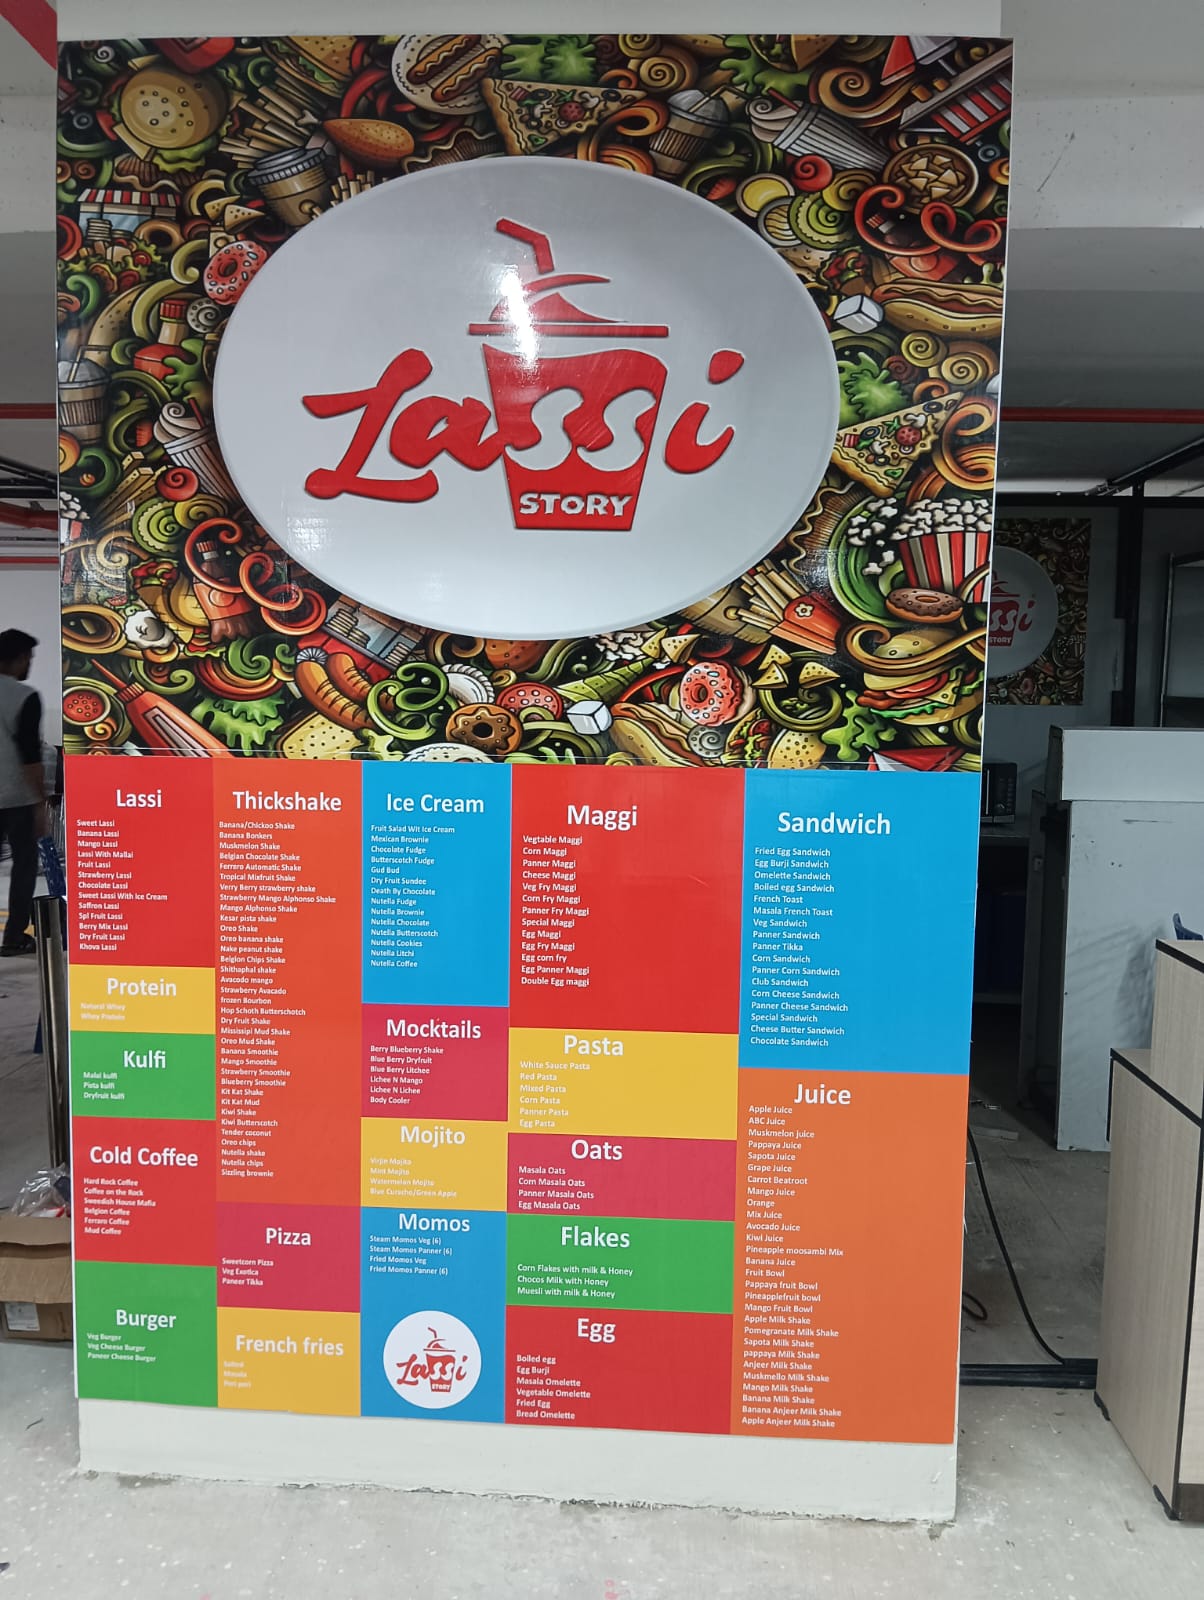 Lassi
STORY
Lassi
Sweet Lassi
Banana Lassi
Mango Lassi
Lassi With Mallai
Fruit Lassi
Strawberry Lassi
Chocolate Lassi
Sweet Lassi With Ice Cream
Saffron Lassi
Spl Fruit Lassi
Berry Mix Lassi
Dry Fruit Lassi
Khova Lassi
Protein
Natural Whey
Whey Protein
Kulfi
Malai kulfi
Pista kulfi
Dryfruit kulfi
Cold Coffee
Hard Rock Coffee
Coffee on the Rock
Sweedish House Mafia
Belgion Coffee
Ferraro Coffee
Mud Coffee
Burger
Veg Burger
Veg Cheese Burger
Paneer Cheese Burger
Thickshake
Banana/Chickoo Shake
Banana Bonkers
Muskmelon Shake
Belgian Chocolate Shake
Ferrero Automatic Shake
Tropical Mixfruit Shake
Verry Berry strawberry shake
Strawberry Mango Alphonso Shake
Mango Alphonso Shake
Kesar pista shake
Oreo Shake
Oreo banana shake
Nake peanut shake
Belgion Chips Shake
Shithaphal shake
Avacodo mango
Strawberry Avacado
frozen Bourbon
Hop Schoth Butterschotch
Dry Fruit Shake
Mississipi Mud Shake
Oreo Mud Shake
Banana Smoothie
Mango Smoothie
Strawberry Smoothie
Blueberry Smoothie
Kit Kat Shake
Kit Kat Mud
Kiwi Shake
Kiwi Butterscotch
Tender coconut
Oreo chips
Nutella shake
Nutella chips
Sizzling brownie
Pizza
Sweetcorn Pizza
Veg Exotica
Paneer Tikka
French fries
Salted
Masala
Peri peri
Ice Cream
Fruit Salad Wit Ice Cream
Mexican Brownie
Chocolate Fudge
Butterscotch Fudge
Gud Bud
Dry Fruit Sundee
Death By Chocolate
Nutella Fudge
Nutella Brownie
Nutella Chocolate
Nutella Butterscotch
Nutella Cookies
Nutella Litchi
Nutella Coffee
Mocktails
Berry Blueberry Shake
Blue Berry Dryfruit
Blue Berry Litchee
Lichee N Mango
Lichee N Lichee
Body Cooler
Mojito
Virjin Mojito
Mint Mojito
Watermelon Mojito
Blue Curocho/Green Apple
Momos
Steam Momos Veg (6)
Steam Momos Panner (6)
Fried Momos Veg
Fried Momos Panner (6)
Lassi
STORY
Maggi
Vegtable Maggi
Corn Maggi
Panner Maggi
Cheese Maggi
Veg Fry Maggi
Corn Fry Maggi
Panner Fry Maggi
Special Maggi
Egg Maggi
Egg Fry Maggi
Egg corn fry
Egg Panner Maggi
Double Egg maggi
Pasta
White Sauce Pasta
Red Pasta
Mixed Pasta
Corn Pasta
Panner Pasta
Egg Pasta
Oats
Masala Oats
Corn Masala Oats
Panner Masala Oats
Egg Masala Oats
Flakes
Corn Flakes with milk & Honey
Chocos Milk with Honey
Muesli with milk & Honey
Egg
Boiled egg
Egg Burji
Masala Omelette
Vegetable Omelette
Fried Egg
Bread Omelette
Sandwich
Fried Egg Sandwich
Egg Burji Sandwich
Omelette Sandwich
Boiled egg Sandwich
French Toast
Masala French Toast
Veg Sandwich
Panner Sandwich
Panner Tikka
Corn Sandwich
Panner Corn Sandwich
Club Sandwich
Corn Cheese Sandwich
Panner Cheese Sandwich
Special Sandwich
Cheese Butter Sandwich
Chocolate Sandwich
Juice
Apple Juice
ABC Juice
Muskmelon Juice
Pappaya Juice
Sapota Juice
Grape Juice
Carrot Beatroot
Mango Juice
Orange
Mix Juice
Avocado Juice
Kiwi Juice
Pineapple moosambi Mix
Banana Juice
Fruit Bowl
Pappaya fruit Bowl
Pineapplefruit bowl
Mango Fruit Bowl
Apple Milk Shake
Pomegranate Milk Shake
Sapota Milk Shake
pappaya Milk Shake
Anjeer Milk Shake
Muskmello Milk Shake
Mango Milk Shake
Banana Milk Shake
Banana Anjeer Milk Shake
Apple Anjeer Milk Shake
STORY